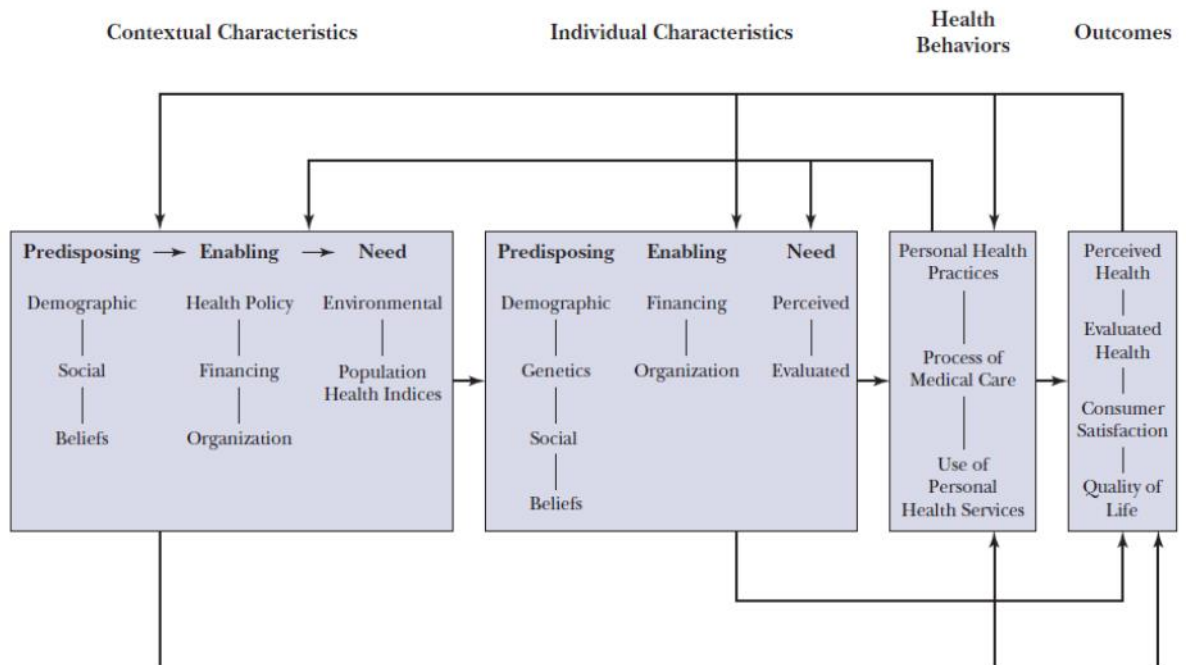 Contextual Characteristics
Individual Characteristics
Health
Behaviors
Outcomes
Predisposing
Enabling
Need
Demographic
Social
Beliefs
Health Policy
Financing
Organization
Environmental
Population
Health Indices
Predisposing
Enabling
Need
Demographic
Genetics
Social
Beliefs
Financing
Organization
Perceived
Evaluated
Personal Health
Practices
Process of
Medical Care
Use of
Personal
Health Services
Perceived
Health
Evaluated
Health
Consumer
Satisfaction
Quality of
Life